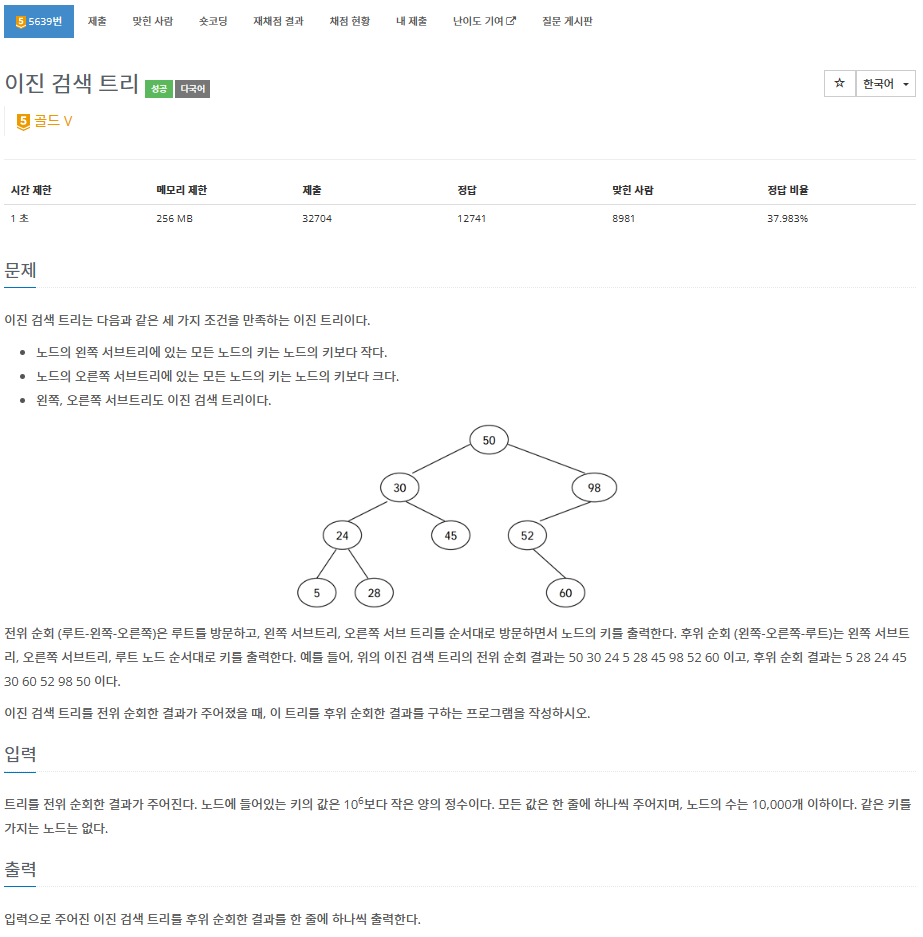 5 5639번 제출 맞힌 사람 숏코딩 재채점 결과 채점 현황 내 제출 난이도 기여 질문 게시판
이진 검색 트리 성공 다국어 ☆ 한국어
5 골드 V
시간 제한 메모리 제한 제출 정답 맞힌 사람 정답 비율
1 초 256 MB 32704 12741 8981 37.983%
문제
이진 검색 트리는 다음과 같은 세 가지 조건을 만족하는 이진 트리이다.
• 노드의 왼쪽 서브트리에 있는 모든 노드의 키는 노드의 키보다 작다.
• 노드의 오른쪽 서브트리에 있는 모든 노드의 키는 노드의 키보다 크다.
• 왼쪽, 오른쪽 서브트리도 이진 검색 트리이다.
50
30 98
24 45 52
5 28 60
전위 순회 (루트-왼쪽-오른쪽)은 루트를 방문하고, 왼쪽 서브트리, 오른쪽 서브 트리를 순서대로 방문하면서 노드의 키를 출력한다. 후위 순회 (왼쪽-오른쪽-루트)는 왼쪽 서브트
리, 오른쪽 서브트리, 루트 노드 순서대로 키를 출력한다. 예를 들어, 위의 이진 검색 트리의 전위 순회 결과는 50 30 24 5 28 45 98 52 60 이고, 후위 순회 결과는 5 28 24 45
30 60 52 98 50 이다.
이진 검색 트리를 전위 순회한 결과가 주어졌을 때, 이 트리를 후위 순회한 결과를 구하는 프로그램을 작성하시오.
입력
트리를 전위 순회한 결과가 주어진다. 노드에 들어있는 키의 값은 10⁶보다 작은 양의 정수이다. 모든 값은 한 줄에 하나씩 주어지며, 노드의 수는 10,000개 이하이다. 같은 키를
가지는 노드는 없다.
출력
입력으로 주어진 이진 검색 트리를 후위 순회한 결과를 한 줄에 하나씩 출력한다.